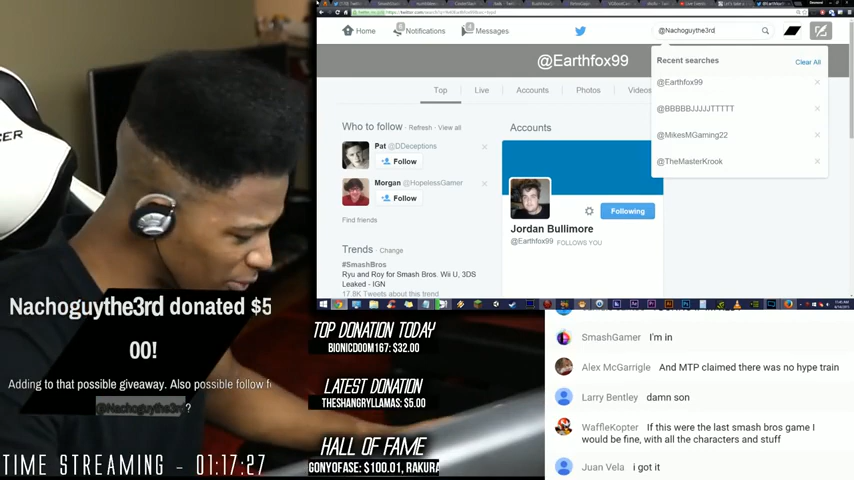 Home
Notifications
Messages
@Nachoguythe3rd
@Earthfox99
Recent searches
Clear All
@Earthfox99
@BBBBBJJJJJTTTTT
@MikesMGaming22
@TheMasterKrook
Top
Live
Accounts
Photos
Videos
Who to follow · Refresh · View all
Pat @DDeceptions
Follow
Morgan @HopelessGamer
Follow
Find friends
Trends · Change
#SmashBros
Ryu and Roy for Smash Bros. Wii U, 3DS
Leaked - IGN
17.8K Tweets about this trend
Accounts
Following
Jordan Bullimore
@Earthfox99 FOLLOWS YOU
Nachoguythe3rd donated $5
00!
Adding to that possible giveaway. Also possible follow f
@Nachoguythe3rd ?
TIME STREAMING - 01:17:27
TOP DONATION TODAY
BIONICDOOM167: $32.00
LATEST DONATION
THESHANGRYLLAMAS: $5.00
HALL OF FAME
GONYOFASE: $100.01, RAKURA
SmashGamer I'm in
Alex McGarrigle And MTP claimed there was no hype train
Larry Bentley damn son
WaffleKopter If this were the last smash bros game I
would be fine, with all the characters and stuff
Juan Vela i got it